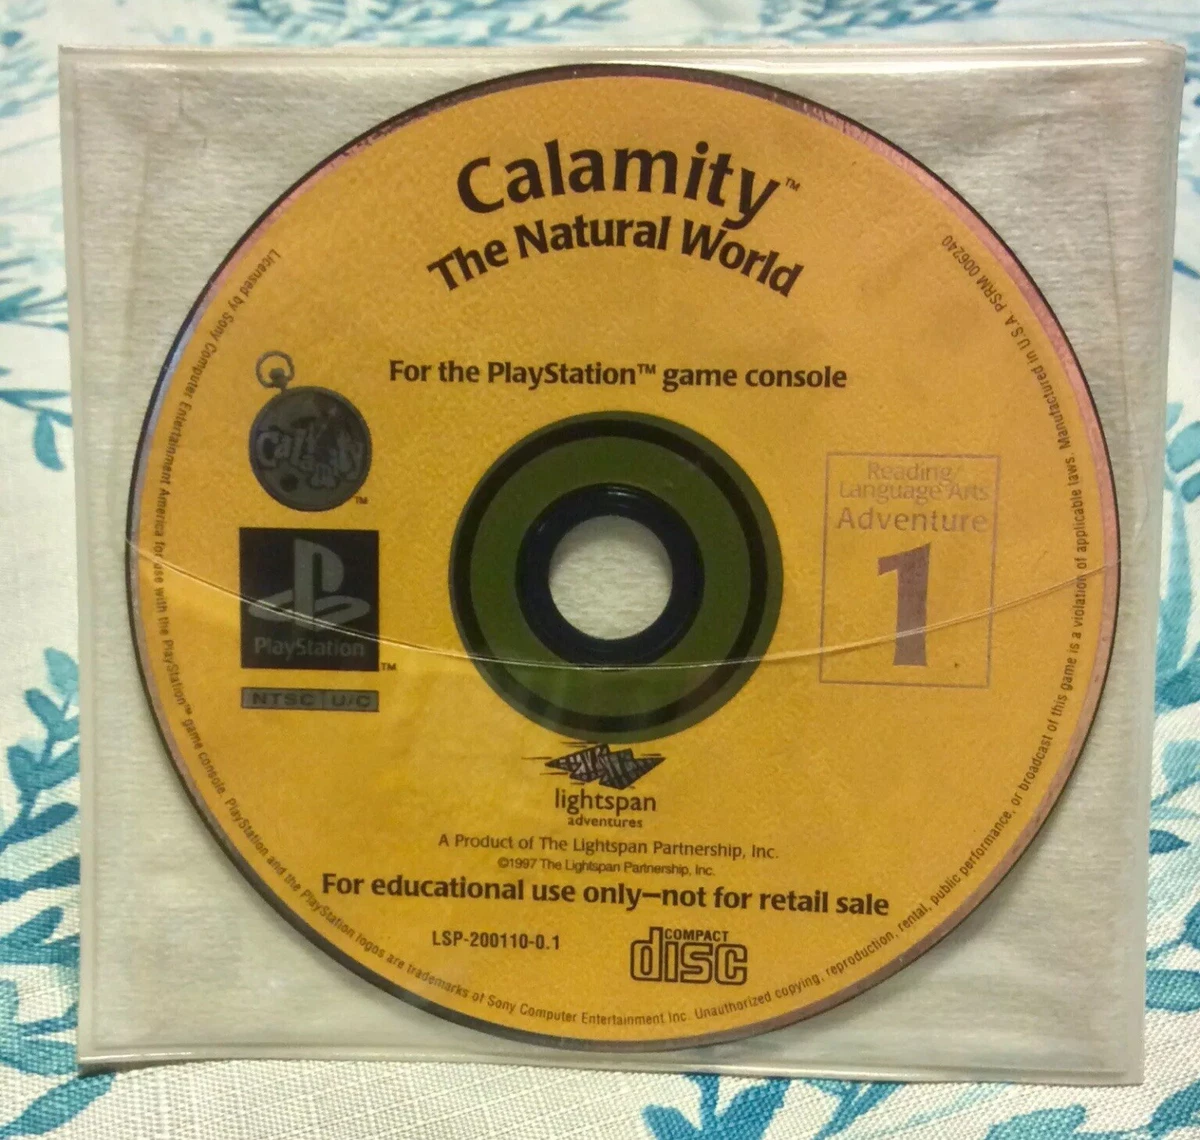 Calamity™
The Natural World
For the PlayStation™ game console
Calamity
™
PlayStation
™
NTSC U/C
Reading/
Language Arts
Adventure
1
lightspan
adventures
A Product of The Lightspan Partnership, Inc.
©1997 The Lightspan Partnership, Inc.
For educational use only—not for retail sale
LSP-200110-0.1
COMPACT
disc
Licensed by Sony Computer Entertainment America for use with the PlayStation™ game console. PlayStation and the PlayStation logos are trademarks of Sony Computer Entertainment Inc. Unauthorized copying, reproduction, rental, public performance, or broadcast of this game is a violation of applicable laws. Manufactured in U.S.A. PSRM 006240